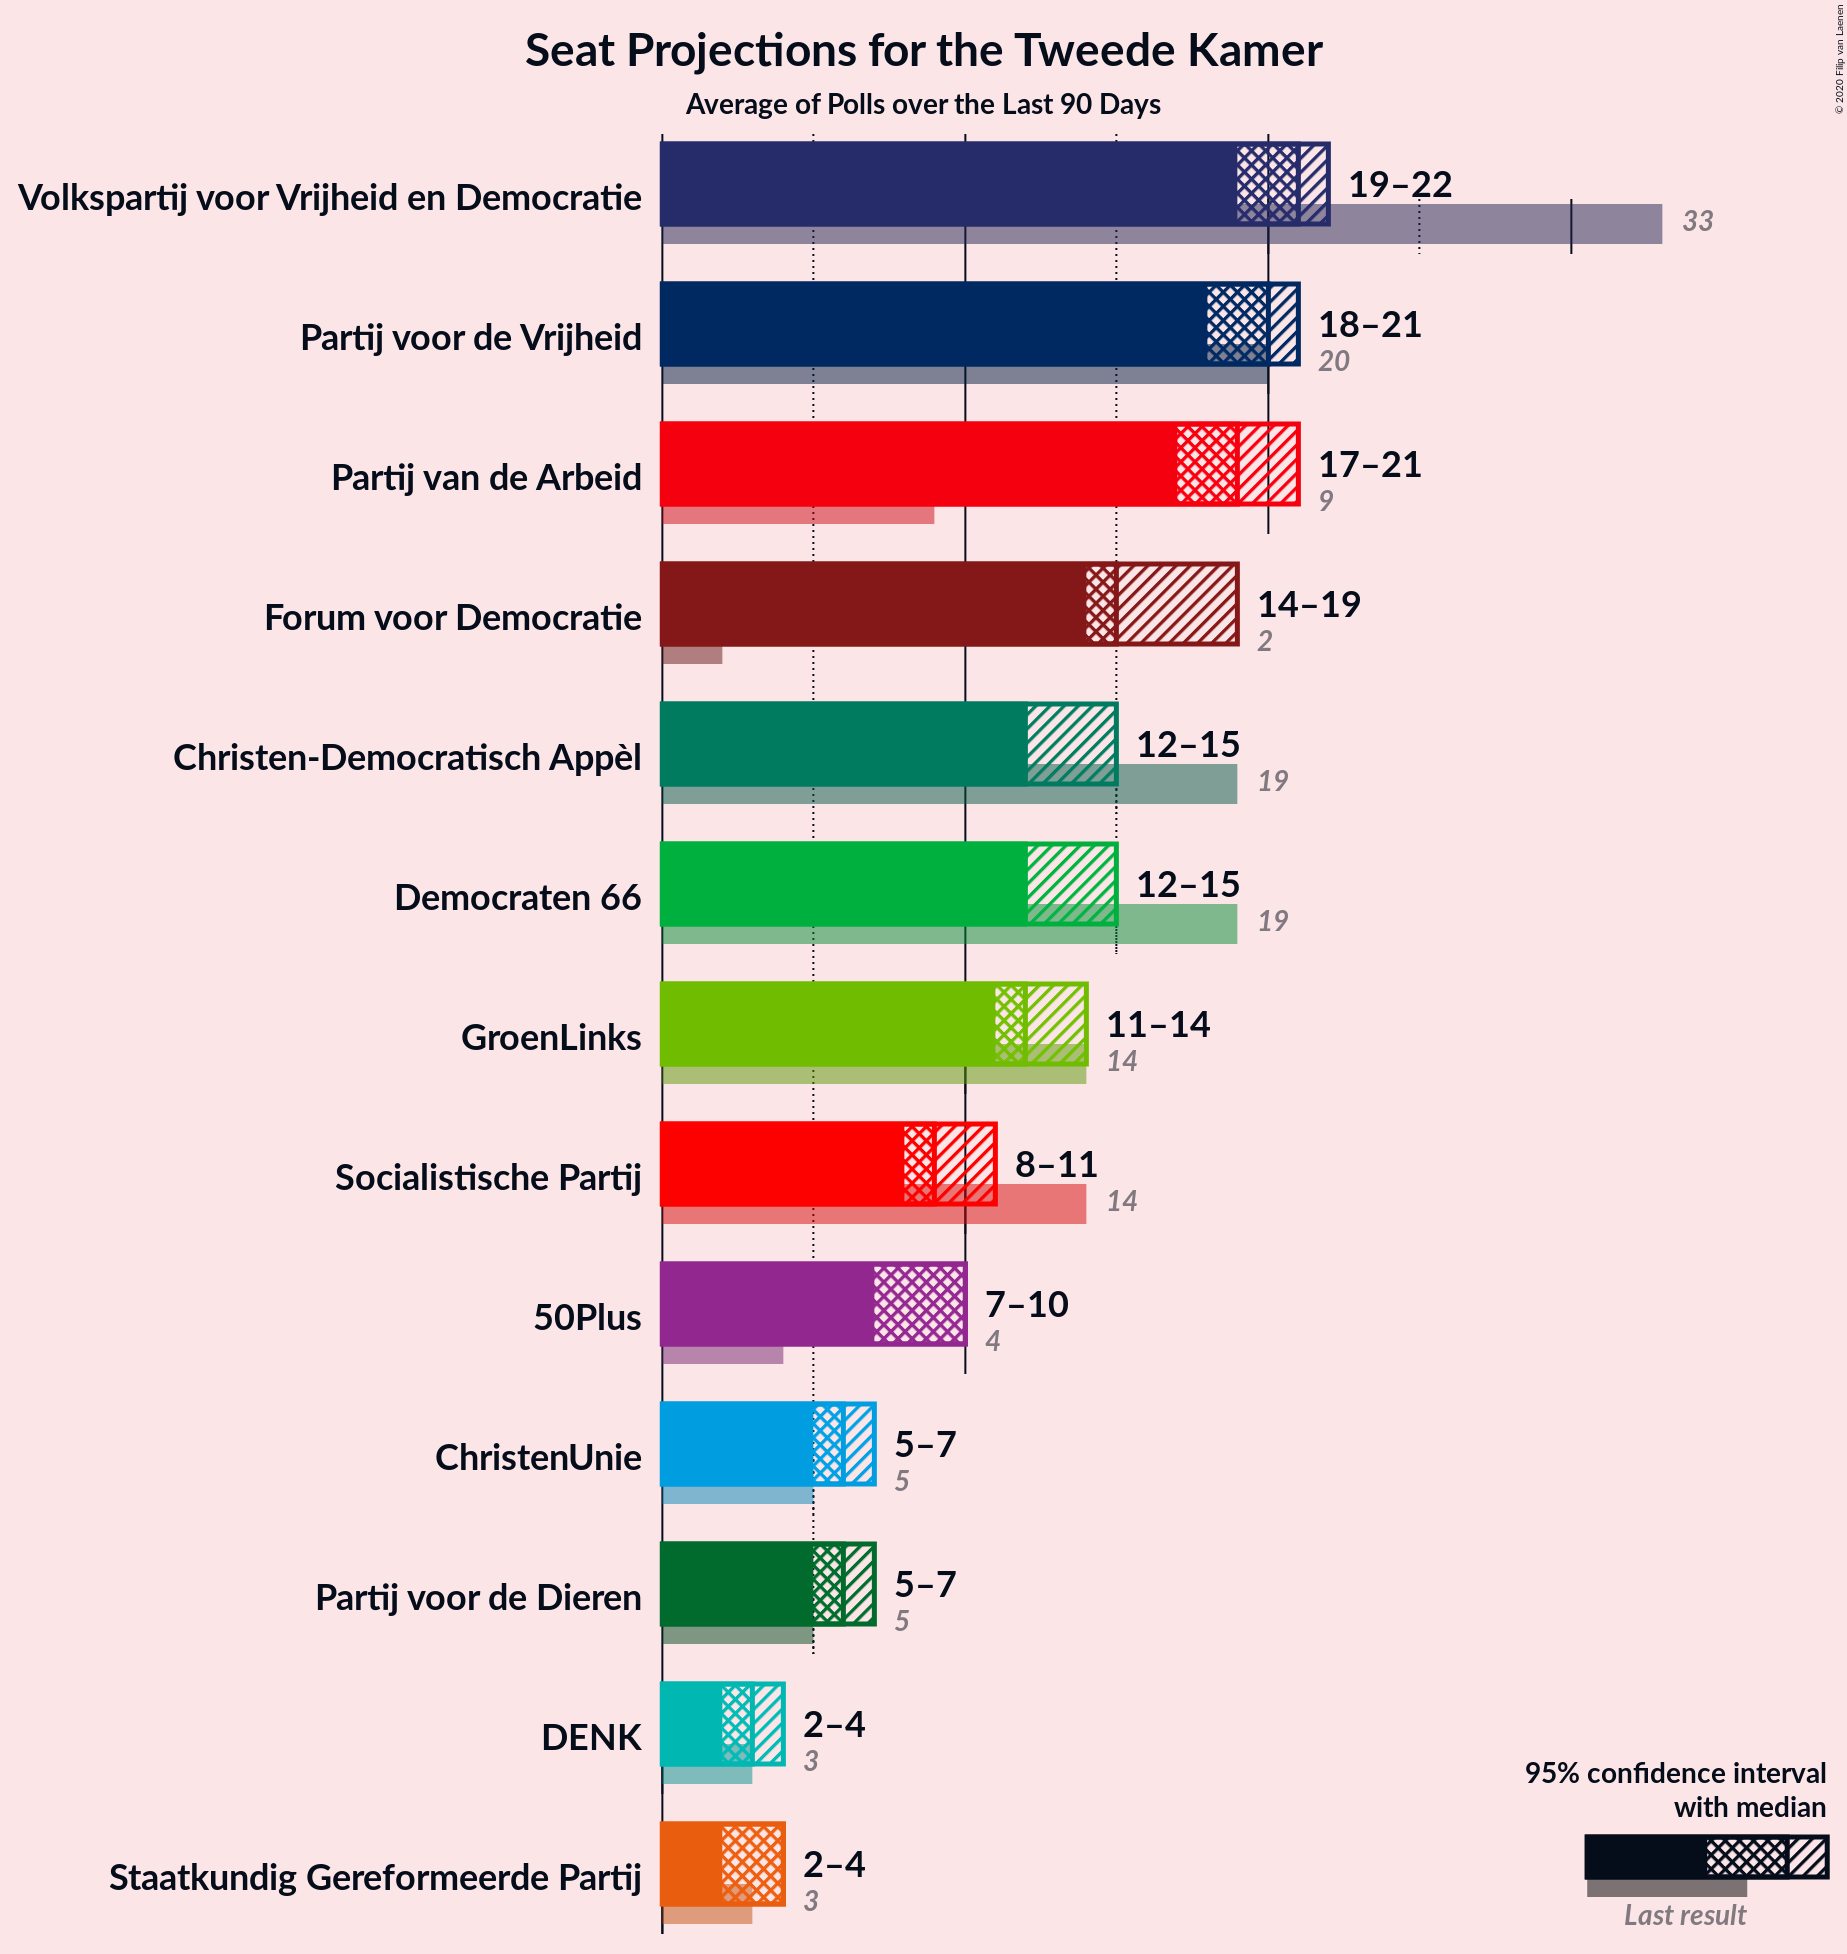 Seat Projections for the Tweede Kamer
Average of Polls over the Last 90 Days
© 2020 Filip van Laenen
Volkspartij voor Vrijheid en Democratie
19–22
33
Partij voor de Vrijheid
18–21
20
Partij van de Arbeid
17–21
9
Forum voor Democratie
14–19
2
Christen-Democratisch Appèl
12–15
19
Democraten 66
12–15
19
GroenLinks
11–14
14
Socialistische Partij
8–11
14
50Plus
7–10
4
ChristenUnie
5–7
5
Partij voor de Dieren
5–7
5
DENK
2–4
3
Staatkundig Gereformeerde Partij
2–4
3
95% confidence interval
with median
Last result